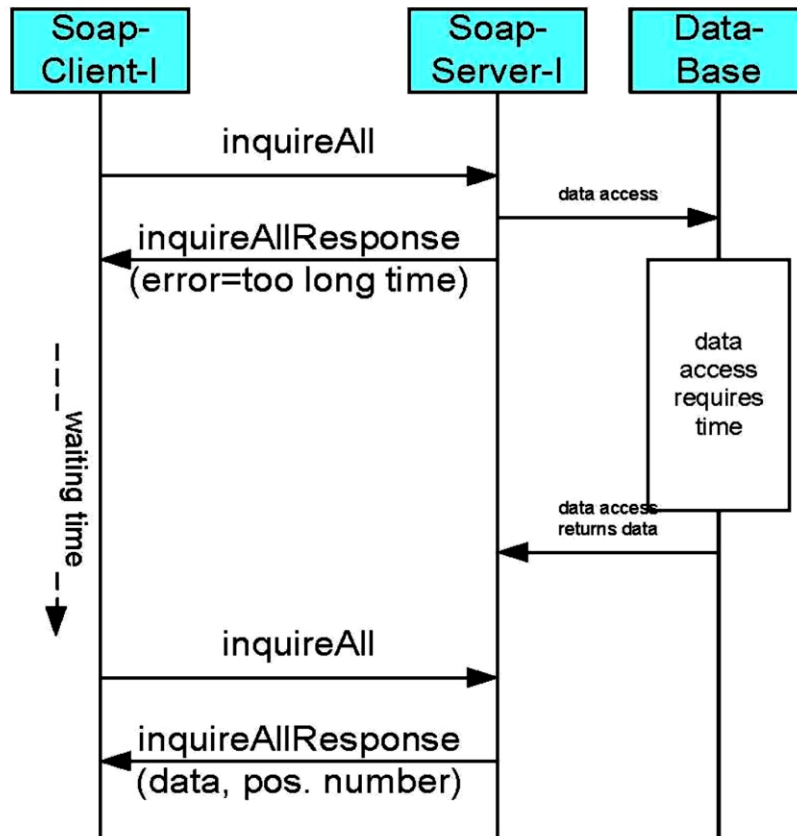 Soap-
Client-I
Soap-
Server-I
Data-
Base
inquireAll
data access
inquireAllResponse
(error=too long time)
data
access
requires
time
waiting time
data access
returns data
inquireAll
inquireAllResponse
(data, pos. number)